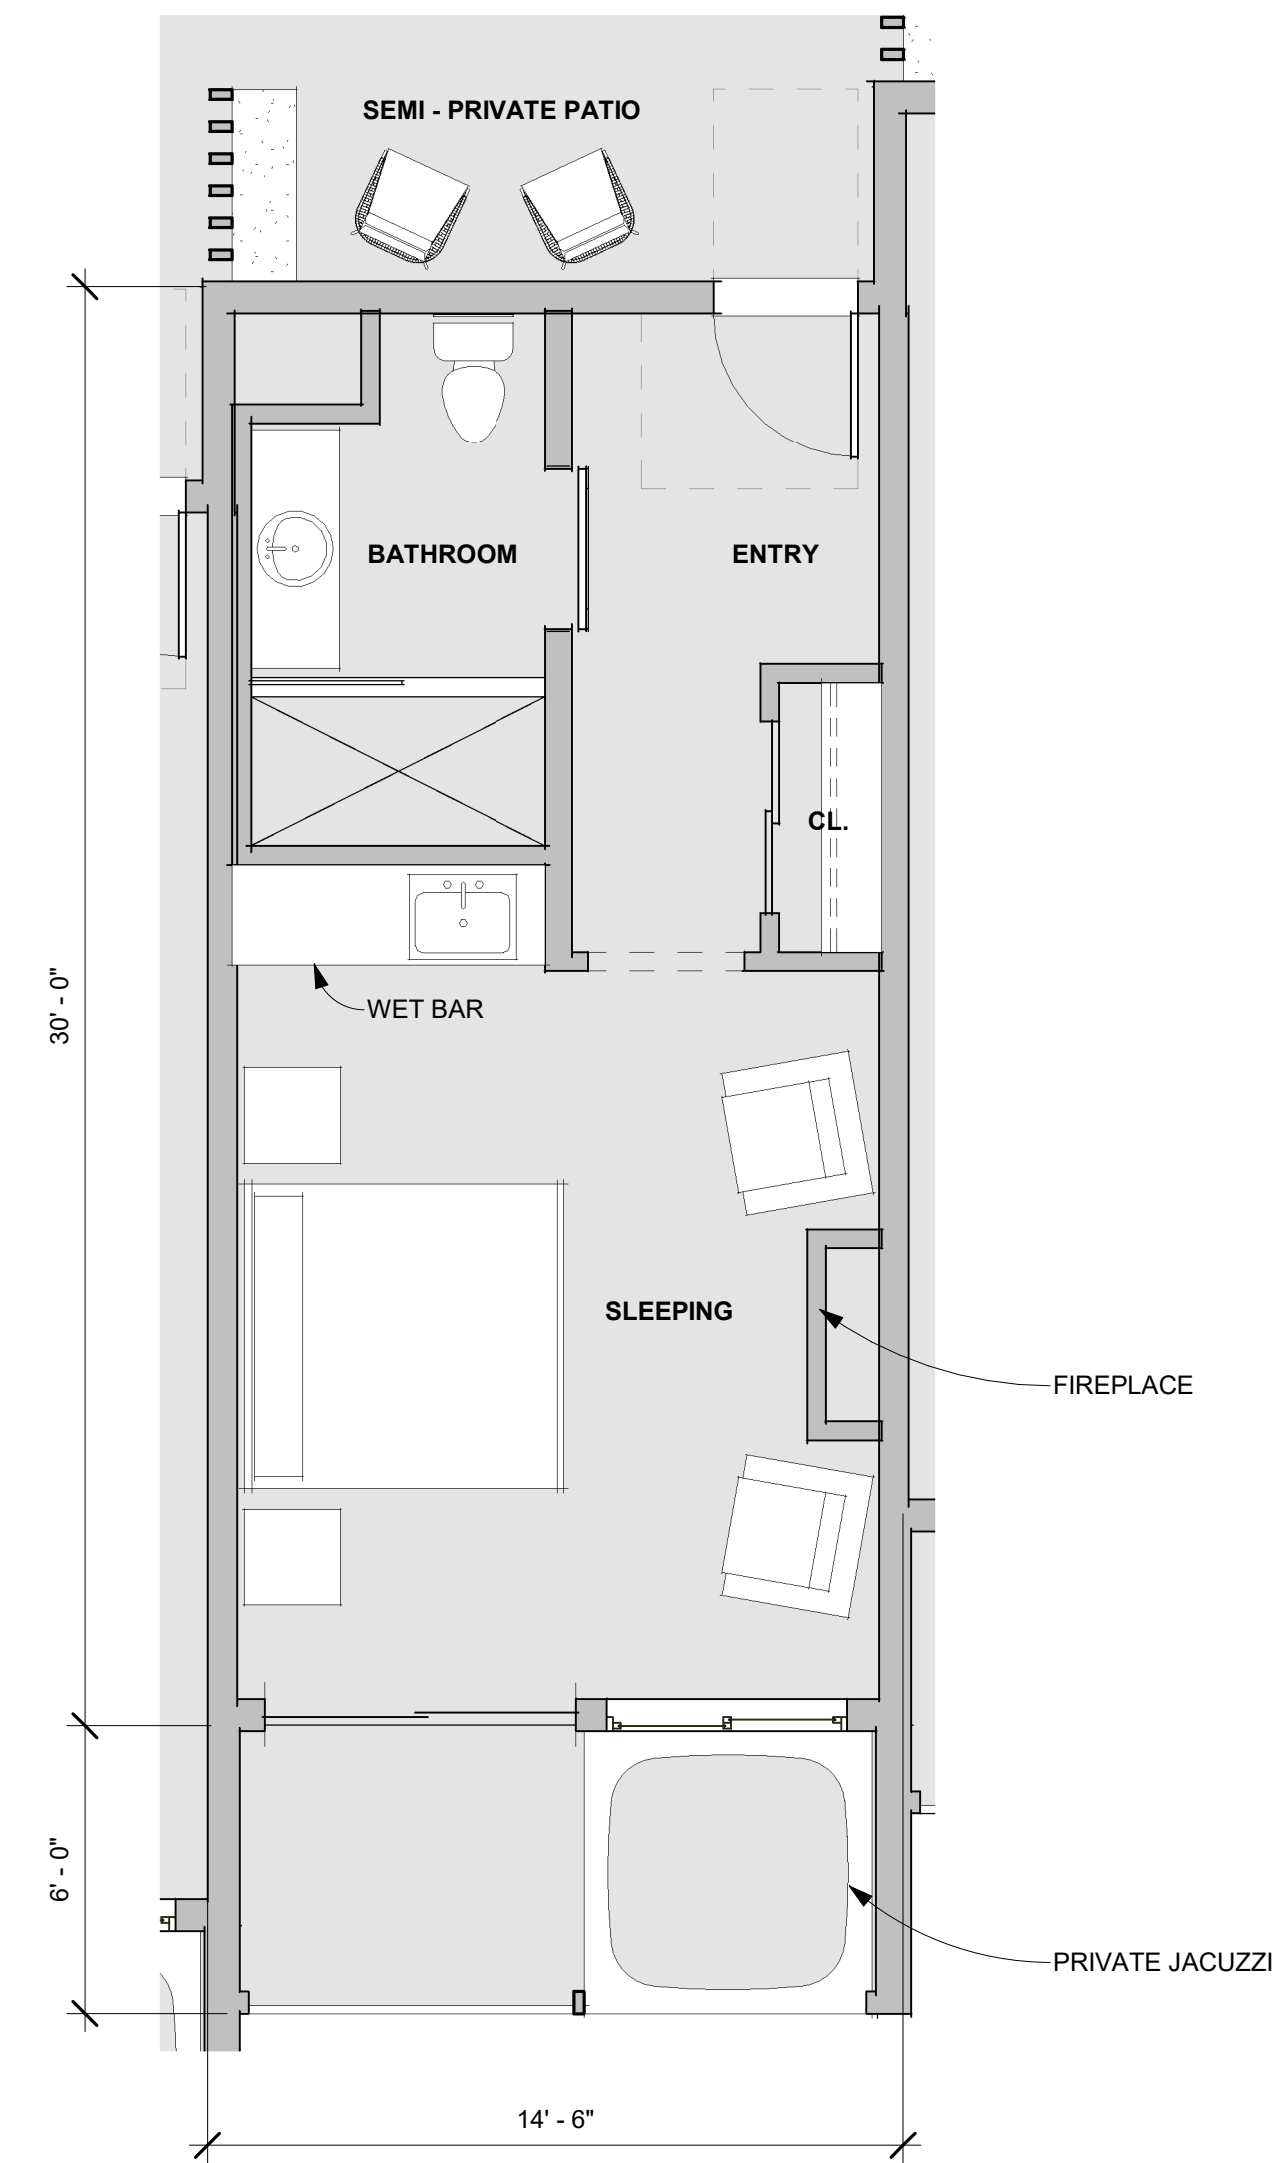 SEMI - PRIVATE PATIO
BATHROOM
ENTRY
CL.
30' - 0"
WET BAR
SLEEPING
FIREPLACE
6' - 0"
PRIVATE JACUZZI
14' - 6"